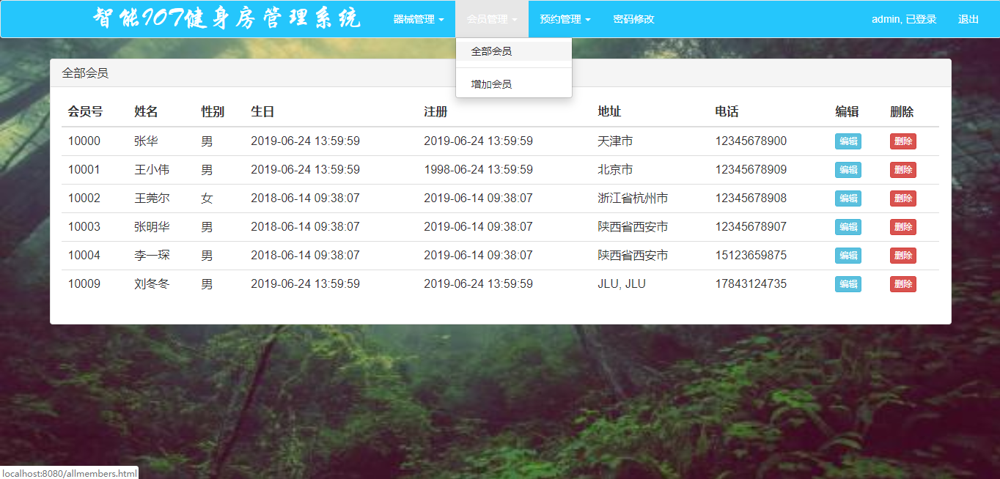 智能IOT健身房管理系统 器械管理 会员管理 预约管理 密码修改 admin, 已登录 退出
全部会员
增加会员
全部会员
会员号 姓名 性别 生日 注册 地址 电话 编辑 删除
10000 张华 男 2019-06-24 13:59:59 2019-06-24 13:59:59 天津市 12345678900 编辑 删除
10001 王小伟 男 2019-06-24 13:59:59 1998-06-24 13:59:59 北京市 12345678909 编辑 删除
10002 王莞尔 女 2018-06-14 09:38:07 2019-06-14 09:38:07 浙江省杭州市 12345678908 编辑 删除
10003 张明华 男 2018-06-14 09:38:07 2019-06-14 09:38:07 陕西省西安市 12345678907 编辑 删除
10004 李一琛 男 2018-06-14 09:38:07 2019-06-14 09:38:07 陕西省西安市 15123659875 编辑 删除
10009 刘冬冬 男 2019-06-24 13:59:59 2019-06-24 13:59:59 JLU, JLU 17843124735 编辑 删除
localhost:8080/allmembers.html